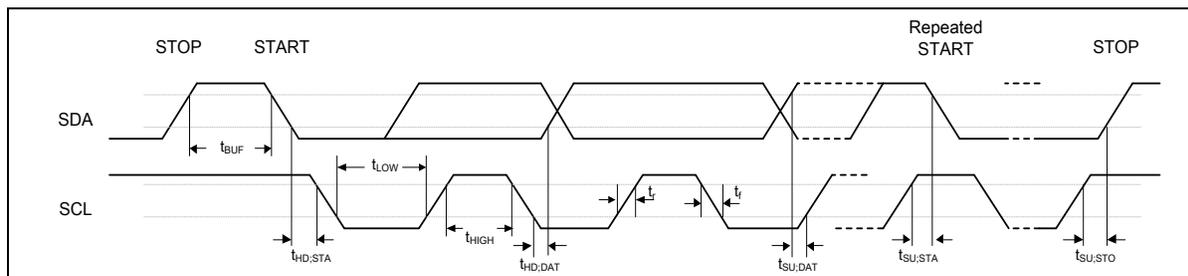 STOP
START
Repeated
START
STOP
SDA
tBUF
tLOW
tr
tf
SCL
tHIGH
tHD;STA
tHD;DAT
tSU;DAT
tSU;STA
tSU;STO